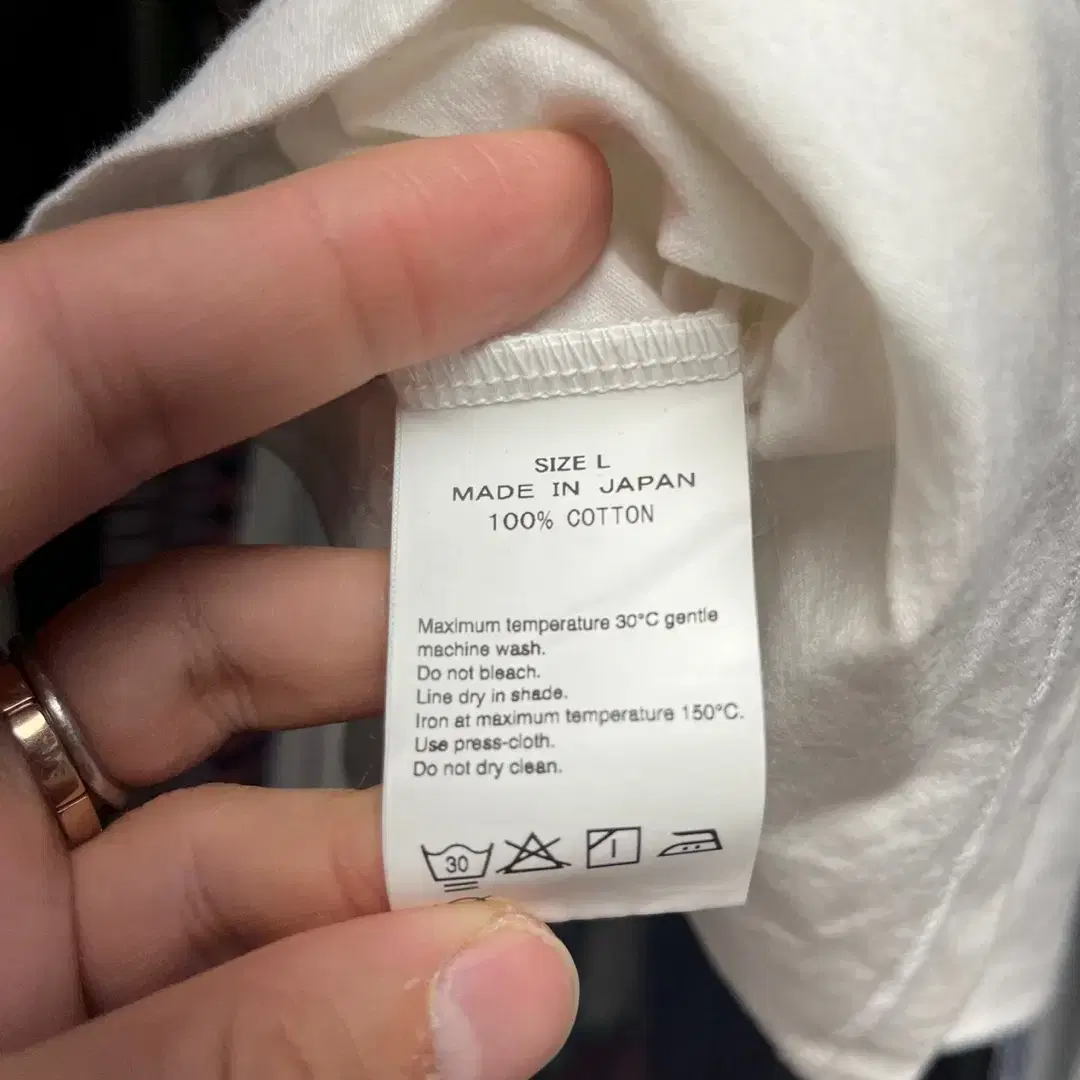 SIZE L
MADE IN JAPAN
100% COTTON
Maximum temperature 30°C gentle
machine wash.
Do not bleach.
Line dry in shade.
Iron at maximum temperature 150°C.
Use press-cloth.
Do not dry clean.
30